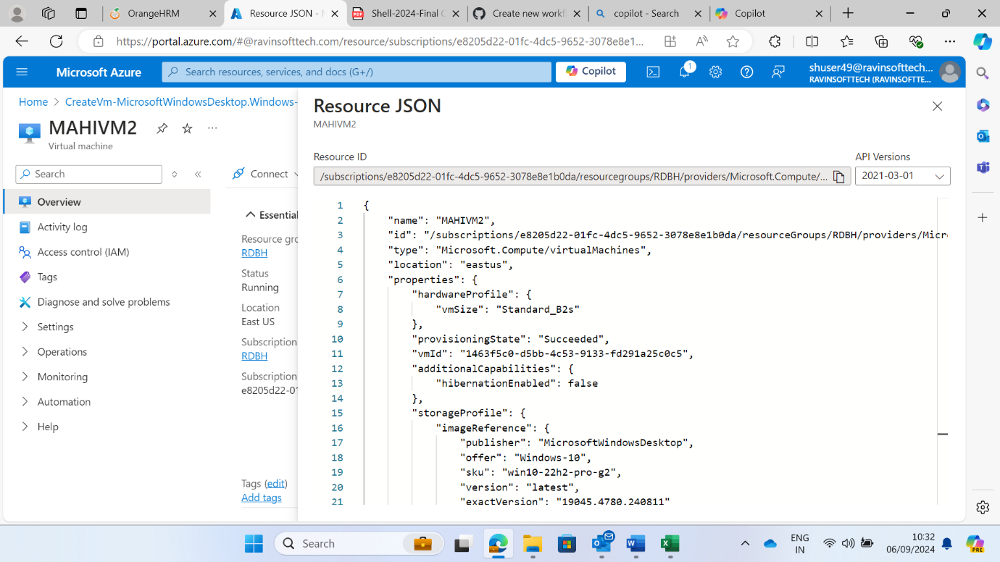 OrangeHRM
Resource JSON - M
Shell-2024-Final C
Create new workf
copilot - Search
Copilot
https://portal.azure.com/#@ravinsofttech.com/resource/subscriptions/e8205d22-01fc-4dc5-9652-3078e8e1...
Microsoft Azure
Search resources, services, and docs (G+/)
Copilot
1
shuser49@ravinsofttech...
RAVINSOFTTECH (RAVINSOFTTE...
Home > CreateVm-MicrosoftWindowsDesktop.Windows-
MAHIVM2
Virtual machine
Search
Overview
Activity log
Access control (IAM)
Tags
Diagnose and solve problems
Settings
Operations
Monitoring
Automation
Help
Connect
Essential
Resource gro
RDBH
Status
Running
Location
East US
Subscription
RDBH
Subscription
e8205d22-01
Tags (edit)
Add tags
Resource JSON
MAHIVM2
Resource ID
API Versions
/subscriptions/e8205d22-01fc-4dc5-9652-3078e8e1b0da/resourcegroups/RDBH/providers/Microsoft.Compute/...
2021-03-01
1 {
2 "name": "MAHIVM2",
3 "id": "/subscriptions/e8205d22-01fc-4dc5-9652-3078e8e1b0da/resourceGroups/RDBH/providers/Micro
4 "type": "Microsoft.Compute/virtualMachines",
5 "location": "eastus",
6 "properties": {
7 "hardwareProfile": {
8 "vmSize": "Standard_B2s"
9 },
10 "provisioningState": "Succeeded",
11 "vmId": "1463f5c0-d5bb-4c53-9133-fd291a25c0c5",
12 "additionalCapabilities": {
13 "hibernationEnabled": false
14 },
15 "storageProfile": {
16 "imageReference": {
17 "publisher": "MicrosoftWindowsDesktop",
18 "offer": "Windows-10",
19 "sku": "win10-22h2-pro-g2",
20 "version": "latest",
21 "exactVersion": "19045.4780.240811"
Search
ENG
IN
10:32
06/09/2024
PRE